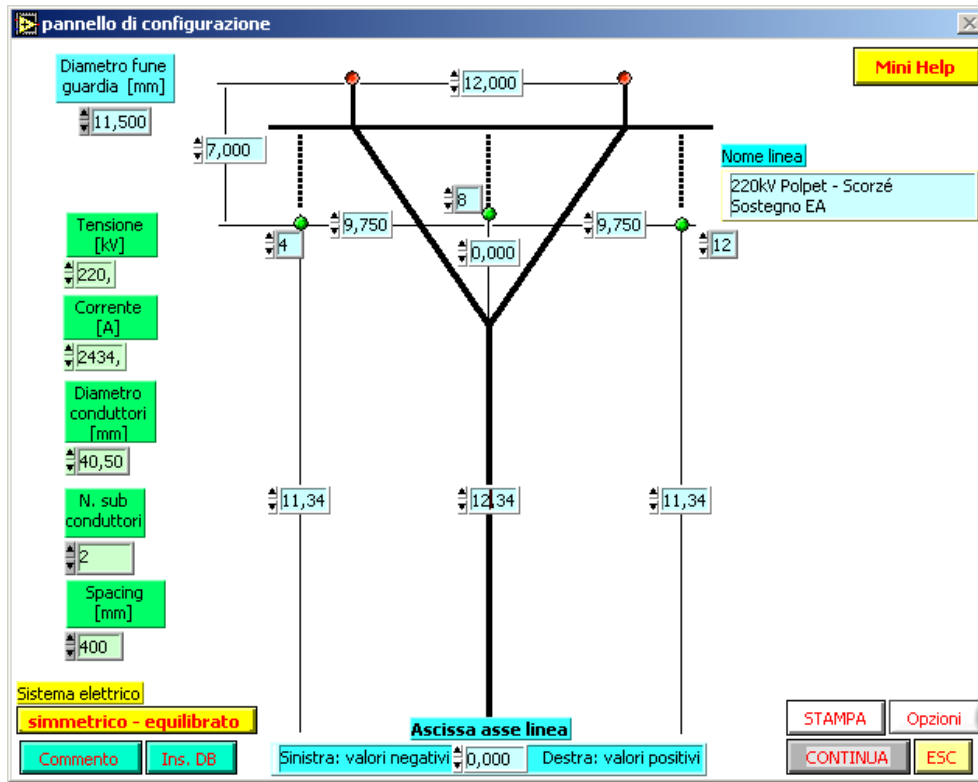 pannello di configurazione
Diametro fune
guardia [mm]
11,500
12,000
Mini Help
7,000
Nome linea
220kV Polpet - Scorzé
Sostegno EA
8
9,750
9,750
4
0,000
12
Tensione
[kV]
220,
Corrente
[A]
2434,
Diametro
conduttori
[mm]
40,50
11,34
12,34
11,34
N. sub
conduttori
2
Spacing
[mm]
400
Sistema elettrico
simmetrico - equilibrato
Commento
Ins. DB
Ascissa asse linea
Sinistra: valori negativi
0,000
Destra: valori positivi
STAMPA
Opzioni
CONTINUA
ESC